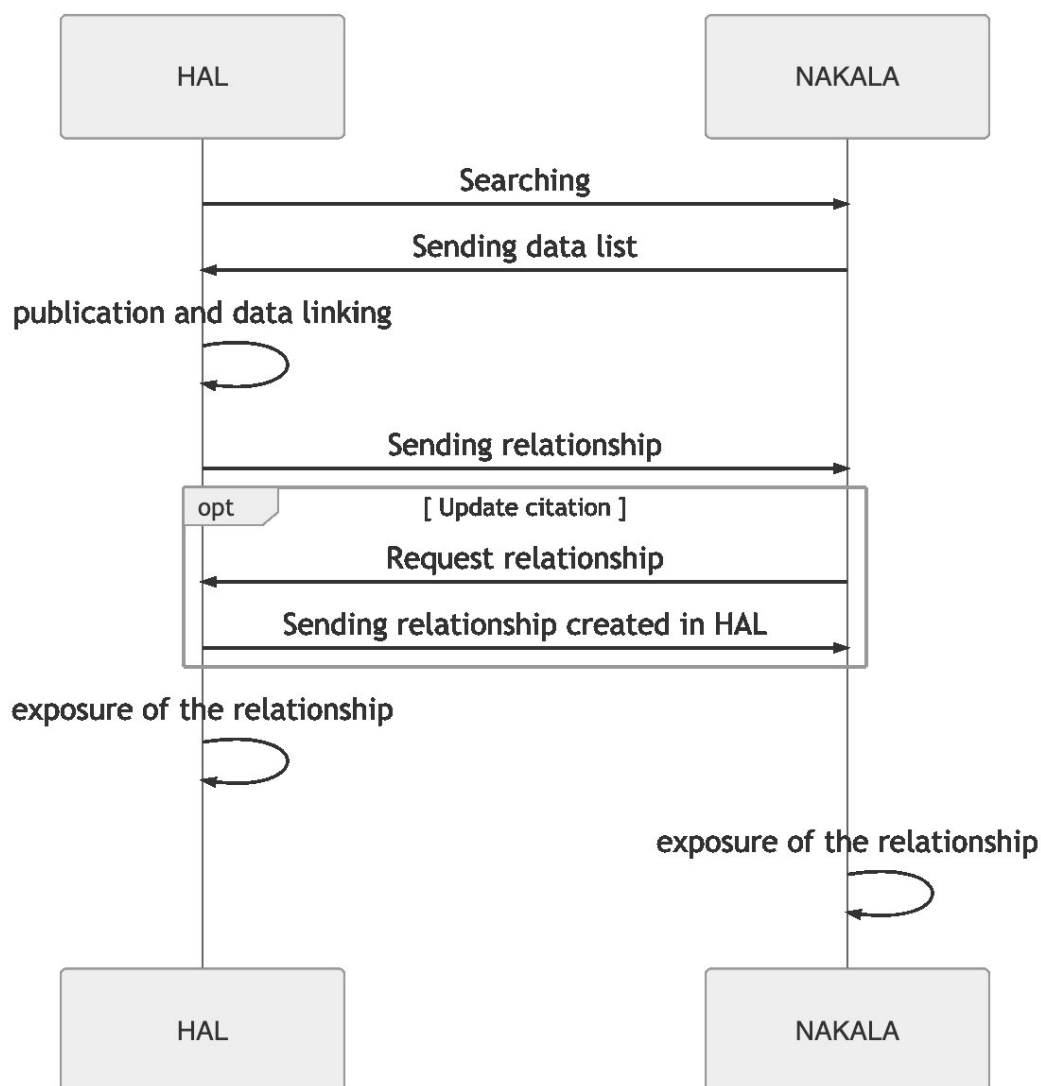 HAL
NAKALA
Searching
Sending data list
publication and data linking
Sending relationship
opt
[ Update citation ]
Request relationship
Sending relationship created in HAL
exposure of the relationship
exposure of the relationship
HAL
NAKALA